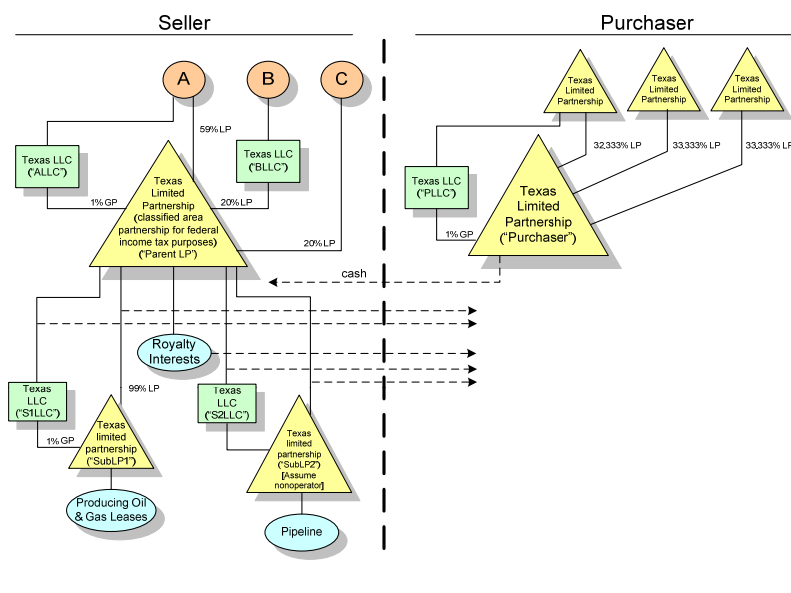 Seller
Purchaser
A
B
C
Texas
Limited
Partnership
Texas
Limited
Partnership
Texas
Limited
Partnership
59% LP
32,333% LP
33,333% LP
33,333% LP
Texas LLC
("ALLC")
Texas LLC
("BLLC")
Texas LLC
("PLLC")
Texas
Limited
Partnership
(classified area
partnership for federal
income tax purposes)
("Parent LP")
1% GP
20% LP
20% LP
Texas
Limited
Partnership
("Purchaser")
1% GP
cash
Royalty
Interests
Texas
LLC
("S1LLC")
99% LP
Texas
LLC
("S2LLC")
1% GP
Texas
limited
partnership
("SubLP1")
Texas
limited
partnership
("SubLP2")
[Assume
nonoperator]
Producing Oil
& Gas Leases
Pipeline